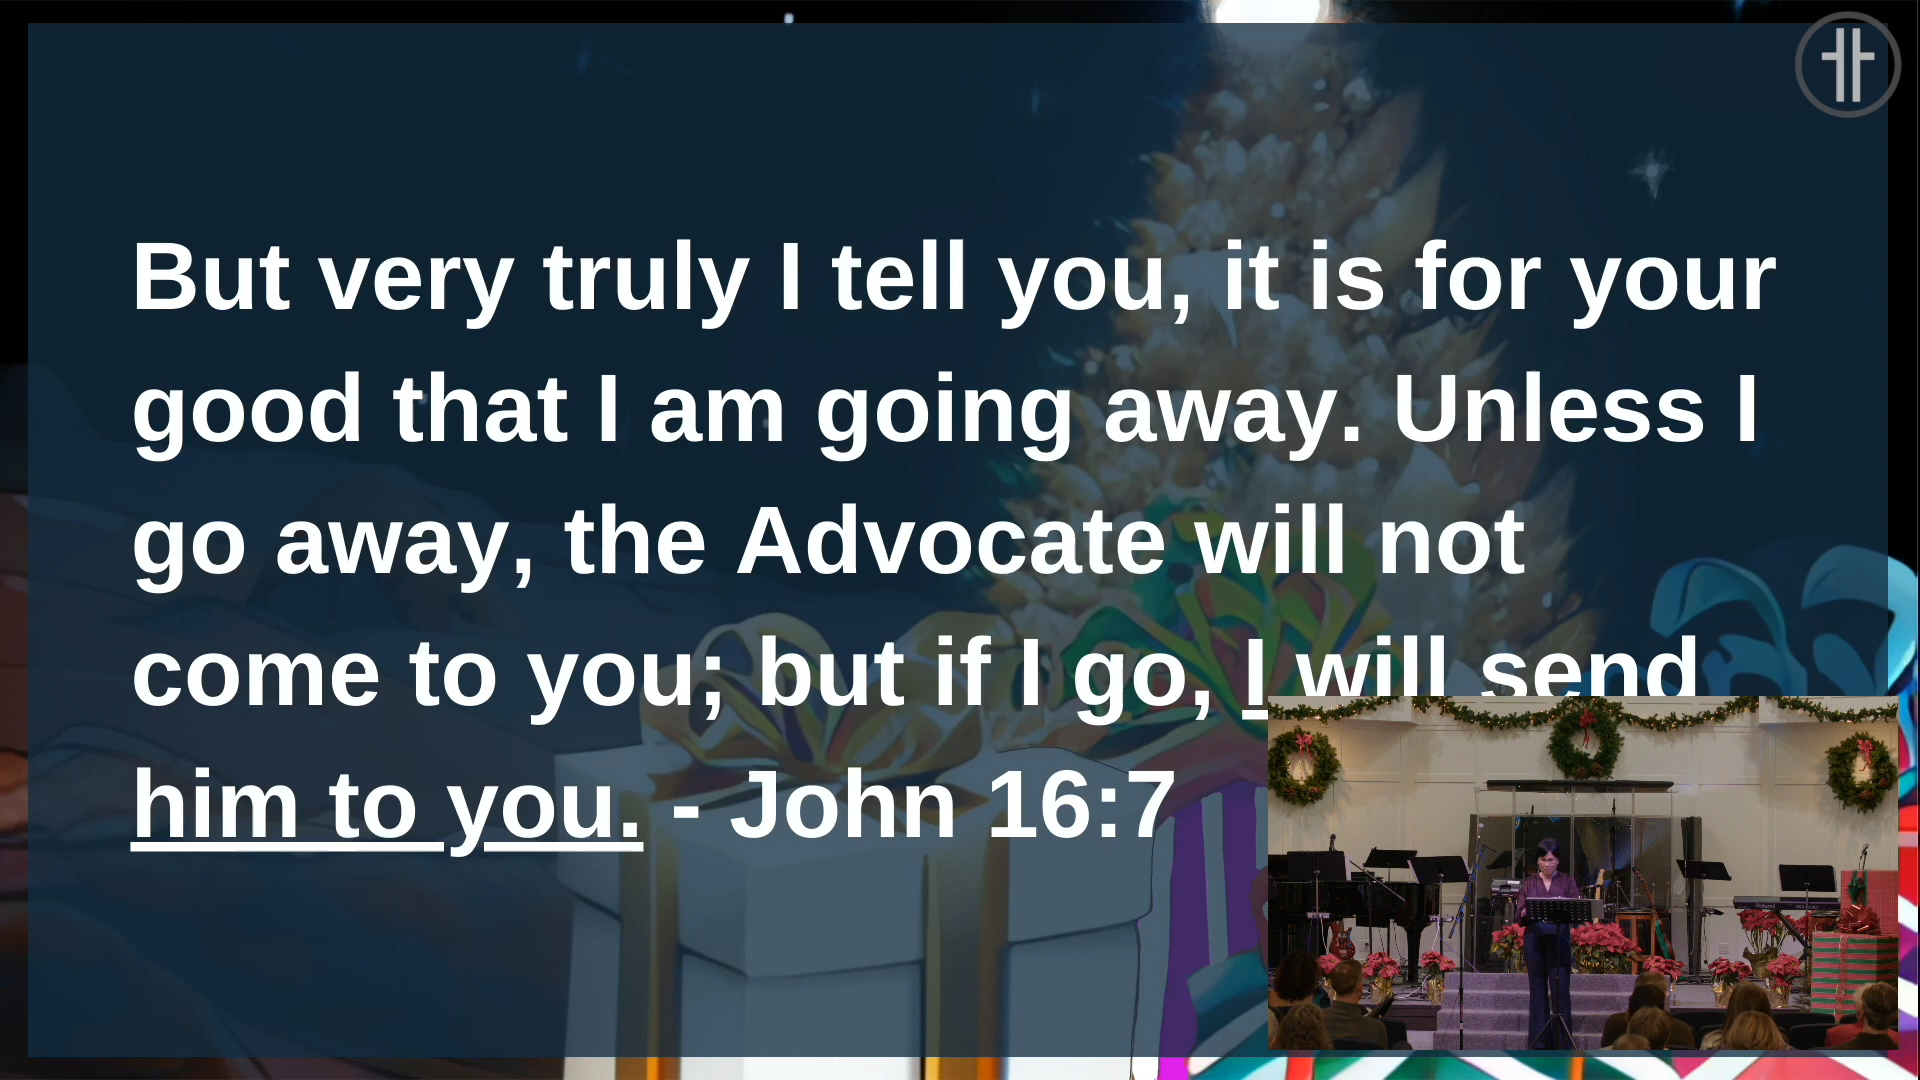 But very truly I tell you, it is for your
good that I am going away. Unless I
go away, the Advocate will not
come to you; but if I go, I will send
him to you. - John 16:7
Roland